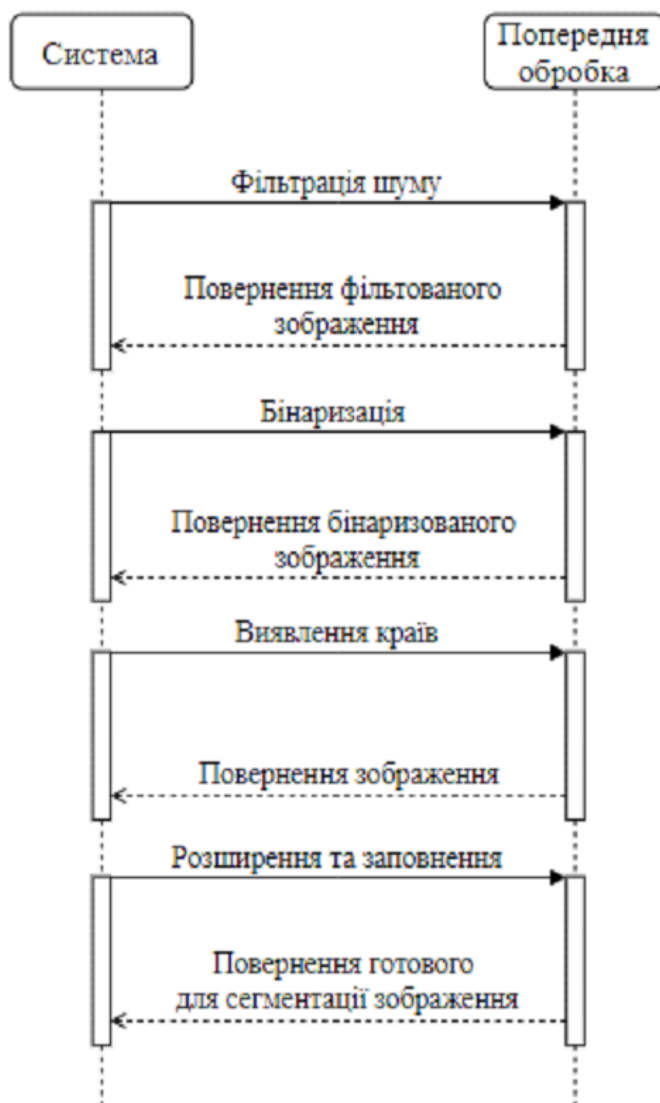 Система
Попередня
обробка
Фільтрація шуму
Повернення фільтованого
зображення
Бінаризація
Повернення бінаризованого
зображення
Виявлення країв
Повернення зображення
Розширення та заповнення
Повернення готового
для сегментації зображення